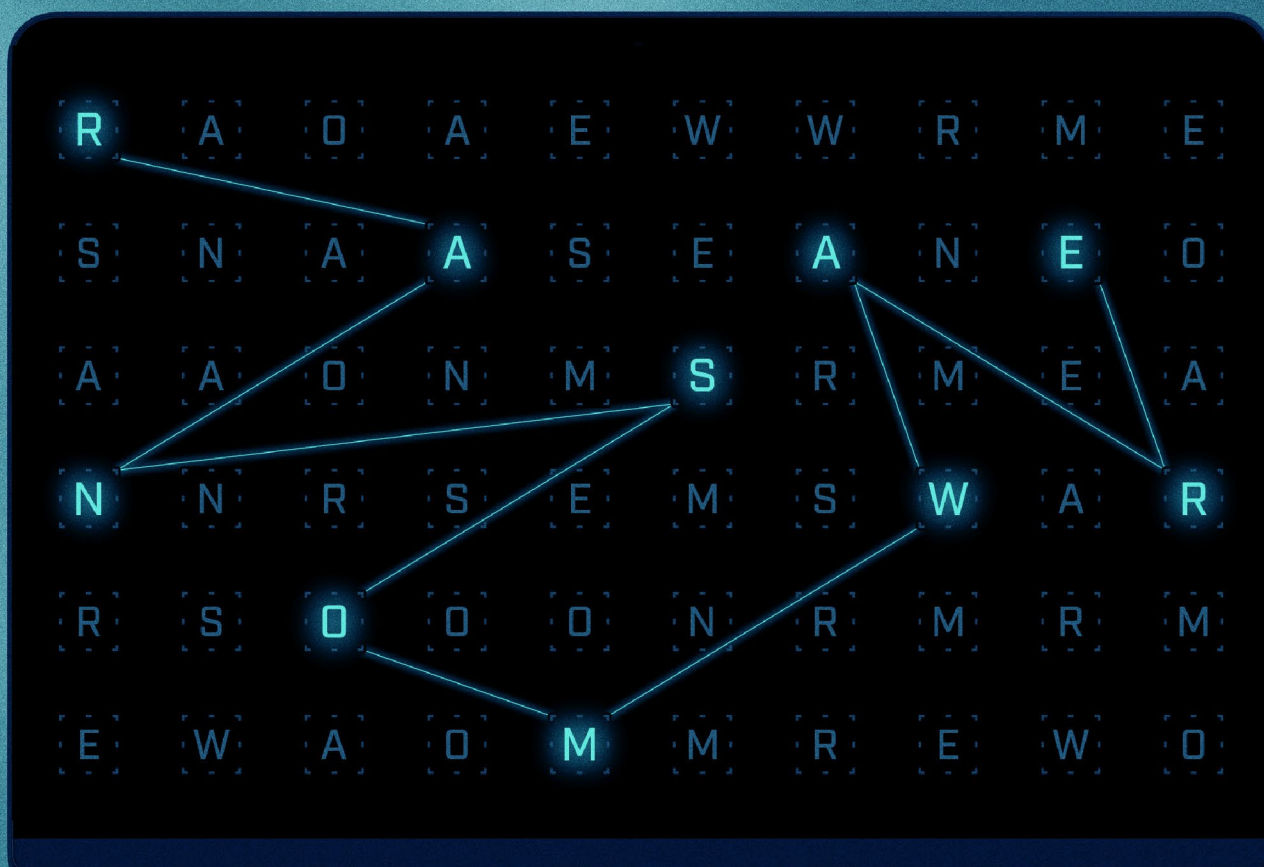 R A O A E W W R M E
S N A A S E A N E O
A A O N M S R M E A
N N R S E M S W A R
R S O O O N R M R M
E W A O M M R E W O